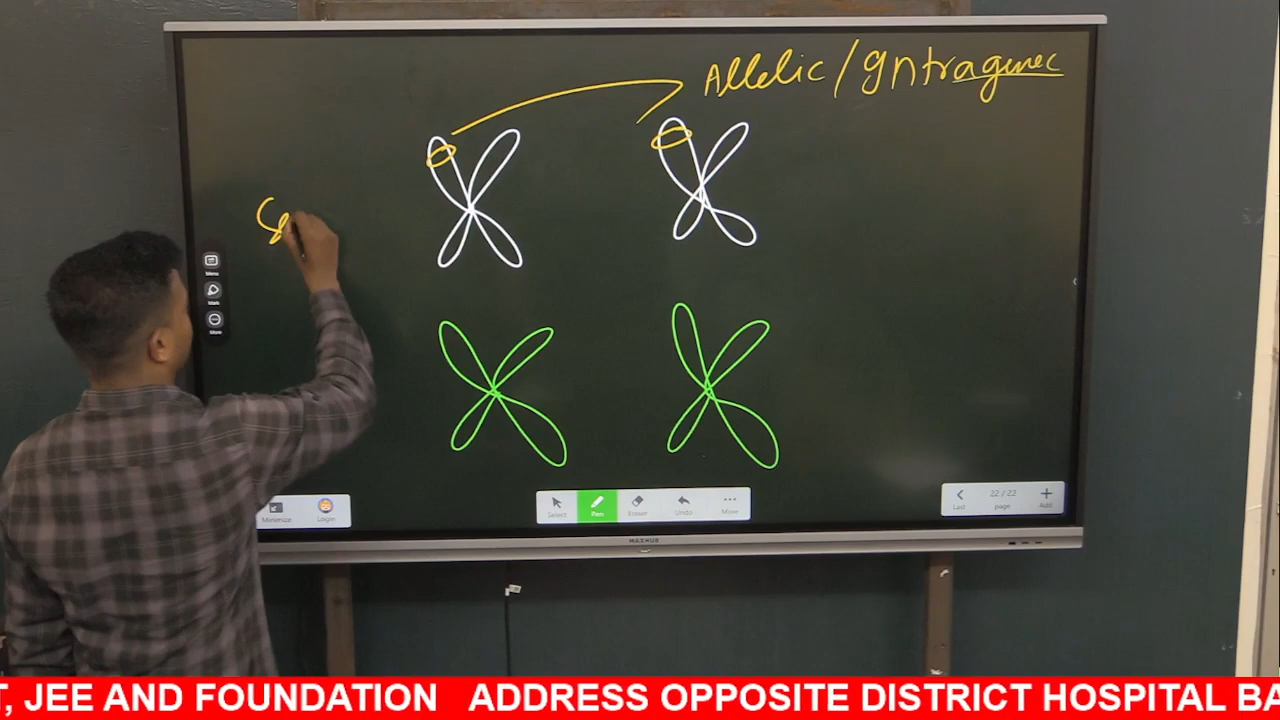 Allelic / Intragenec
Menu
Mark
More
Minimize
Login
Select
Pen
Eraser
Undo
More
Last
22 / 22
page
Add
MAXHUB
T, JEE AND FOUNDATION ADDRESS OPPOSITE DISTRICT HOSPITAL BA